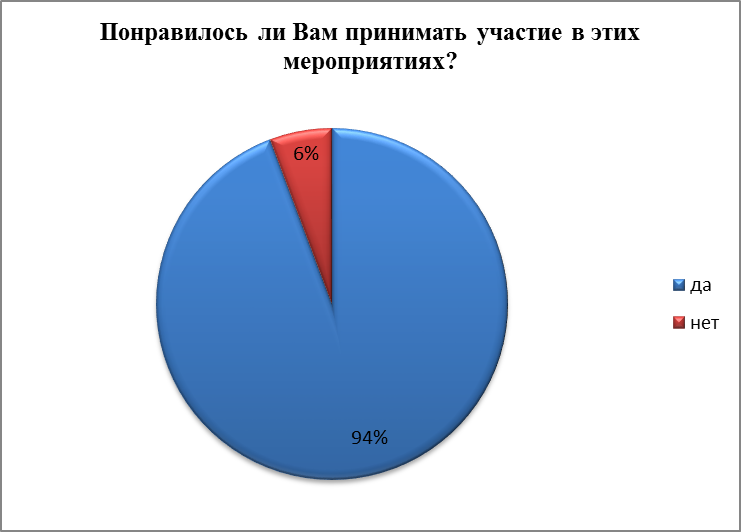 Понравилось ли Вам принимать участие в этих
мероприятиях?
6%
94%
да
нет